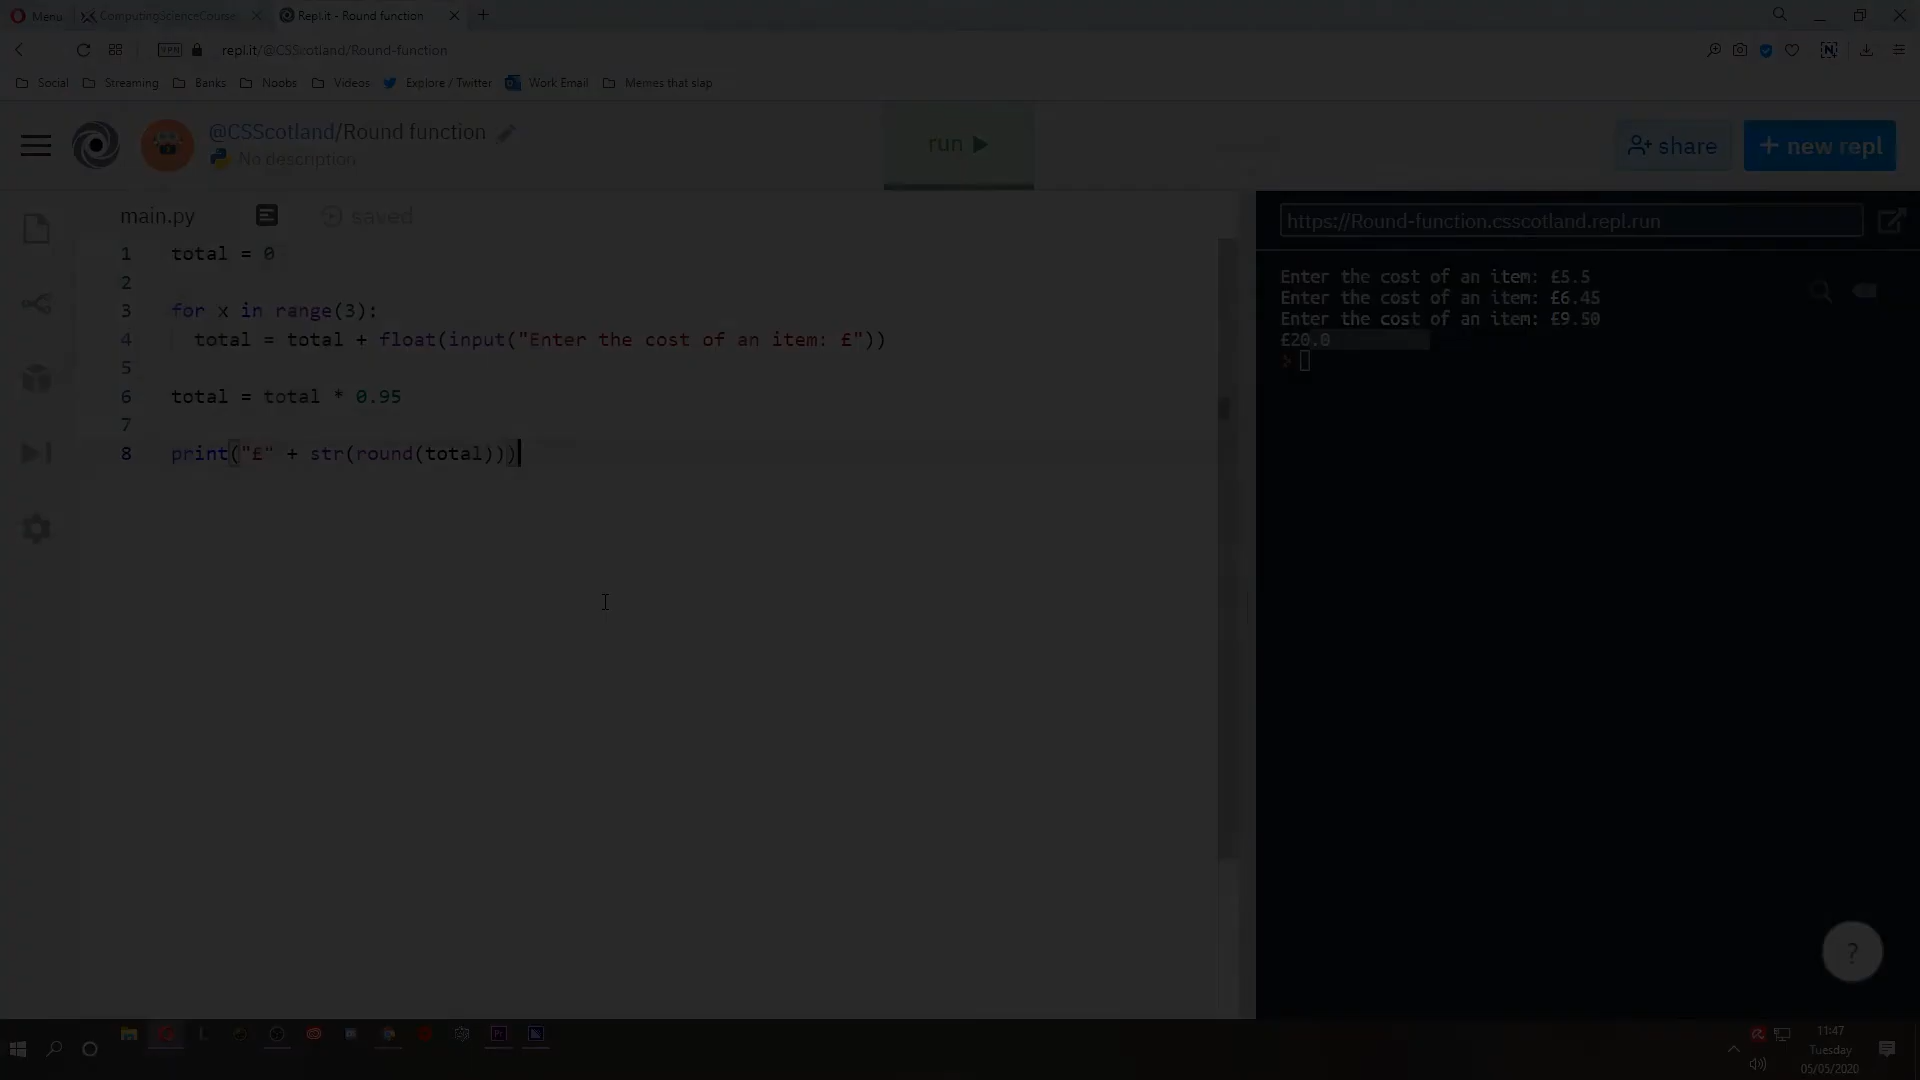 Menu ComputingScienceCourse Repl.it - Round function
repl.it/@CSScotland/Round-function
Social Streaming Banks Noobs Videos Explore / Twitter Work Email Memes that slap
@CSScotland/Round function
No description
run
share
+ new repl
main.py
saved
1 total = 0
2
3 for x in range(3):
4 total = total + float(input("Enter the cost of an item: £"))
5
6 total = total * 0.95
7
8 print("£" + str(round(total)))
https://Round-function.csscotland.repl.run
Enter the cost of an item: £5.5
Enter the cost of an item: £6.45
Enter the cost of an item: £9.50
£20.0
>
?
11:47
Tuesday
05/05/2020